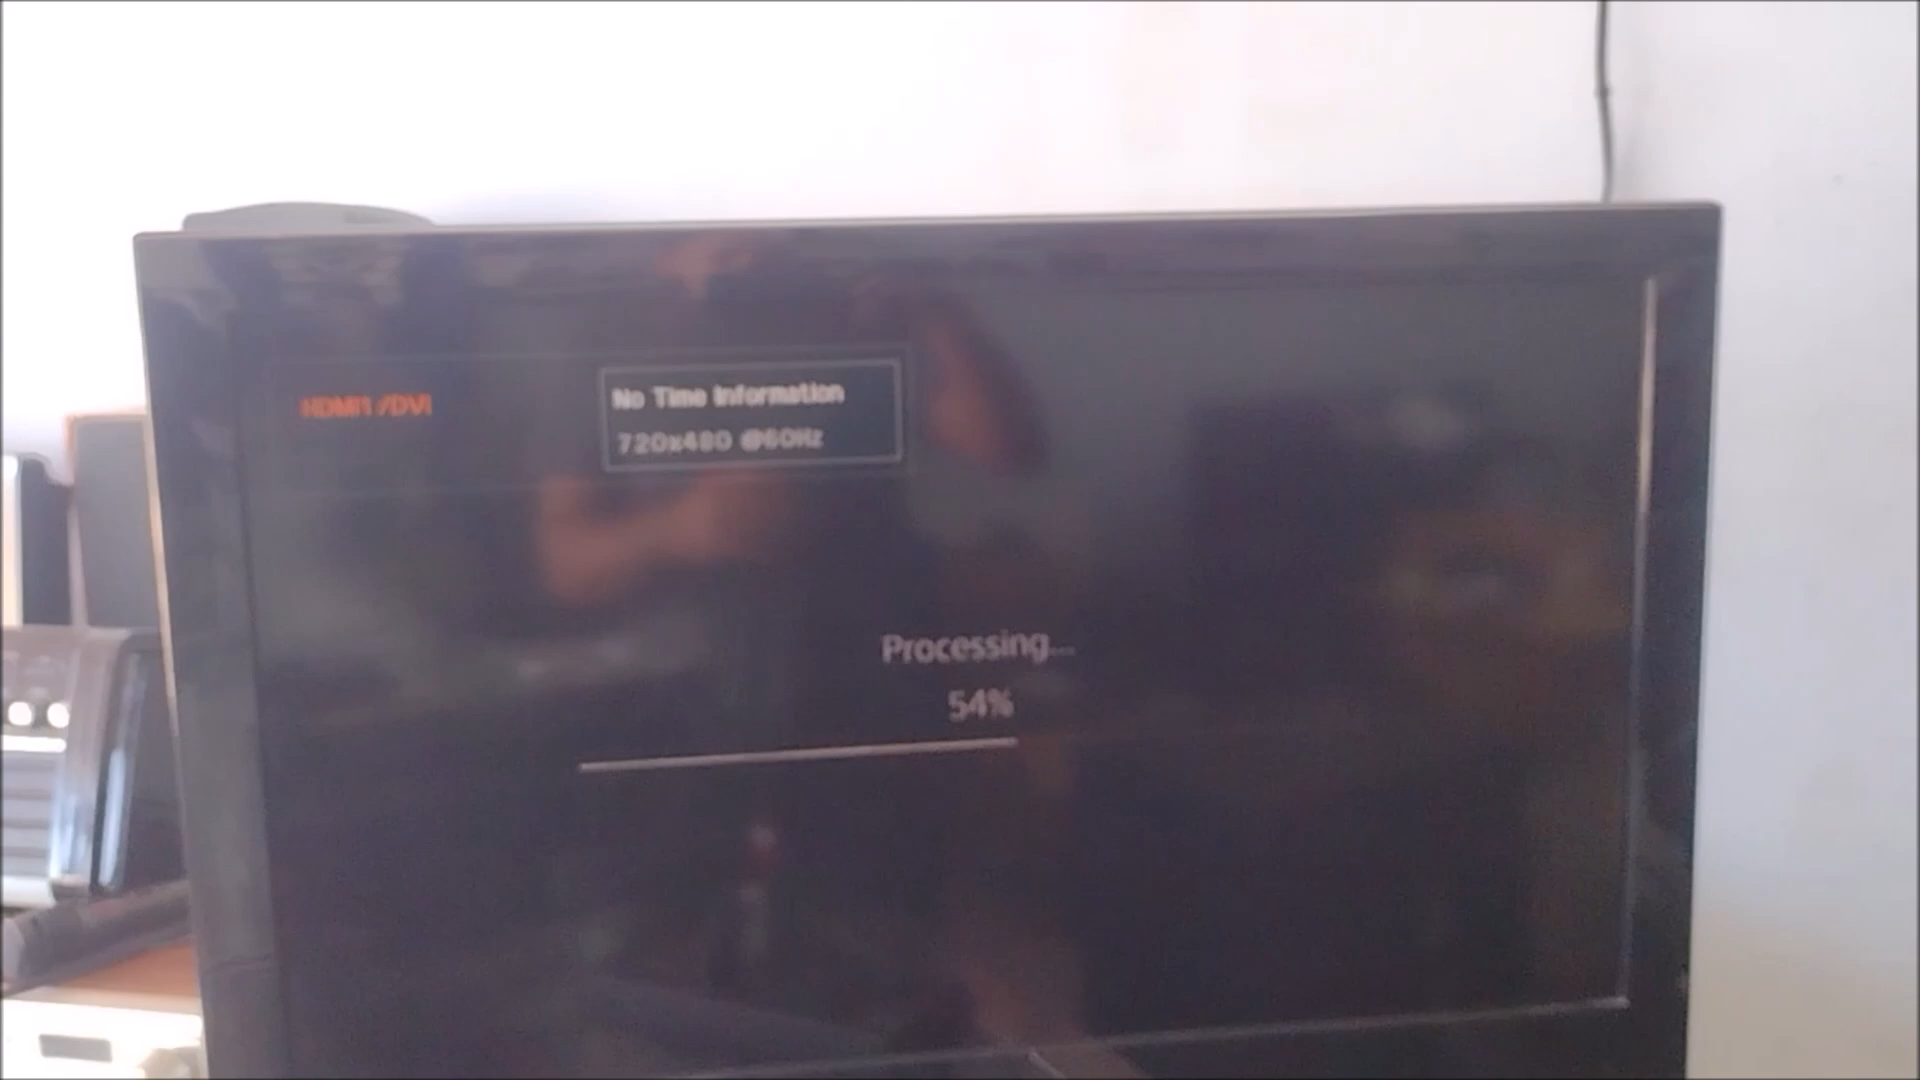 HDMI1/DVI
No Time Information
720x480 @60Hz
Processing...
54%